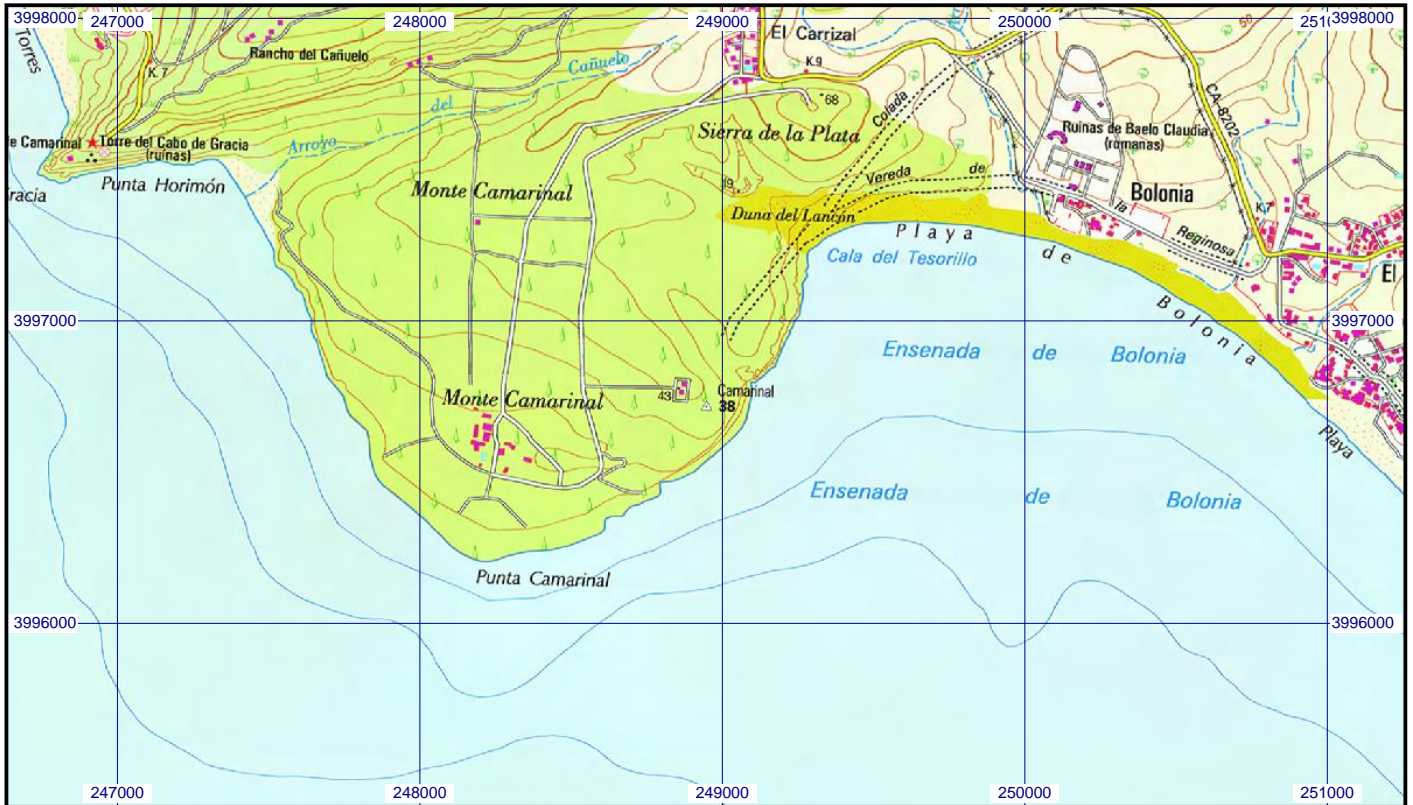 3998000
247000
248000
249000
250000
251
3998000
Torres
El Carrizal
Rancho del Cañuelo
K.7
Cañuelo
K.9
50
del
68
Colada
CA-8202
Sierra de la Plata
Ruinas de Baelo Claudia
(romanas)
e Camarinal
Torre del Cabo de Gracia
(ruinas)
Arroyo
Vereda
de
Punta Horimón
racia
Monte Camarinal
19
Bolonia
la
K.7
Duna del Lancón
Playa
de
Reginosa
Cala del Tesorillo
El
Bolonia
3997000
3997000
Ensenada de Bolonia
Camarinal
38
43
Monte Camarinal
Playa
Ensenada de Bolonia
Punta Camarinal
3996000
3996000
247000
248000
249000
250000
251000